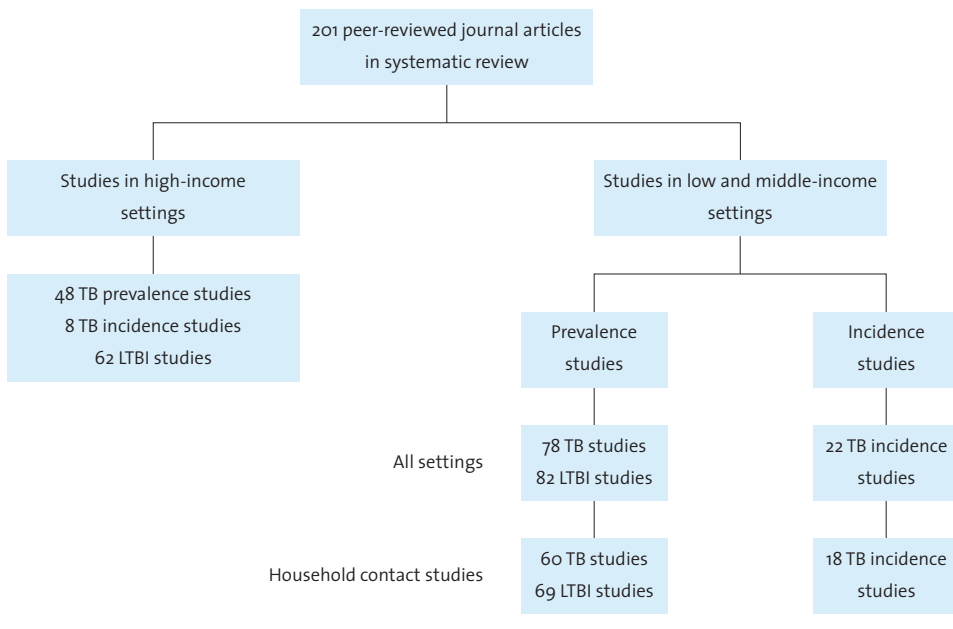 201 peer-reviewed journal articles
in systematic review
Studies in high-income
settings
Studies in low and middle-income
settings
48 TB prevalence studies
8 TB incidence studies
62 LTBI studies
Prevalence
studies
Incidence
studies
All settings
78 TB studies
82 LTBI studies
22 TB incidence
studies
Household contact studies
60 TB studies
69 LTBI studies
18 TB incidence
studies